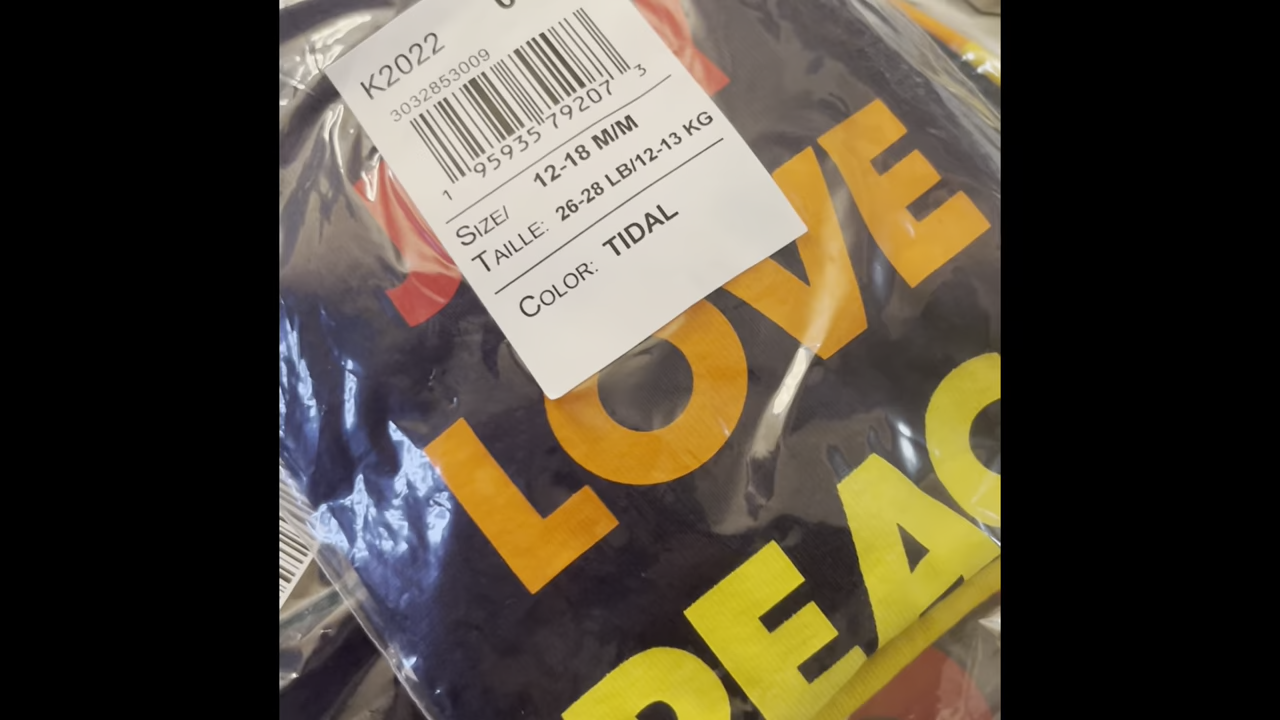 K2022
3032853009
1 95935 79207 3
SIZE/
TAILLE:
12-18 M/M
26-28 LB/12-13 KG
COLOR: TIDAL
LOVE
PEAC